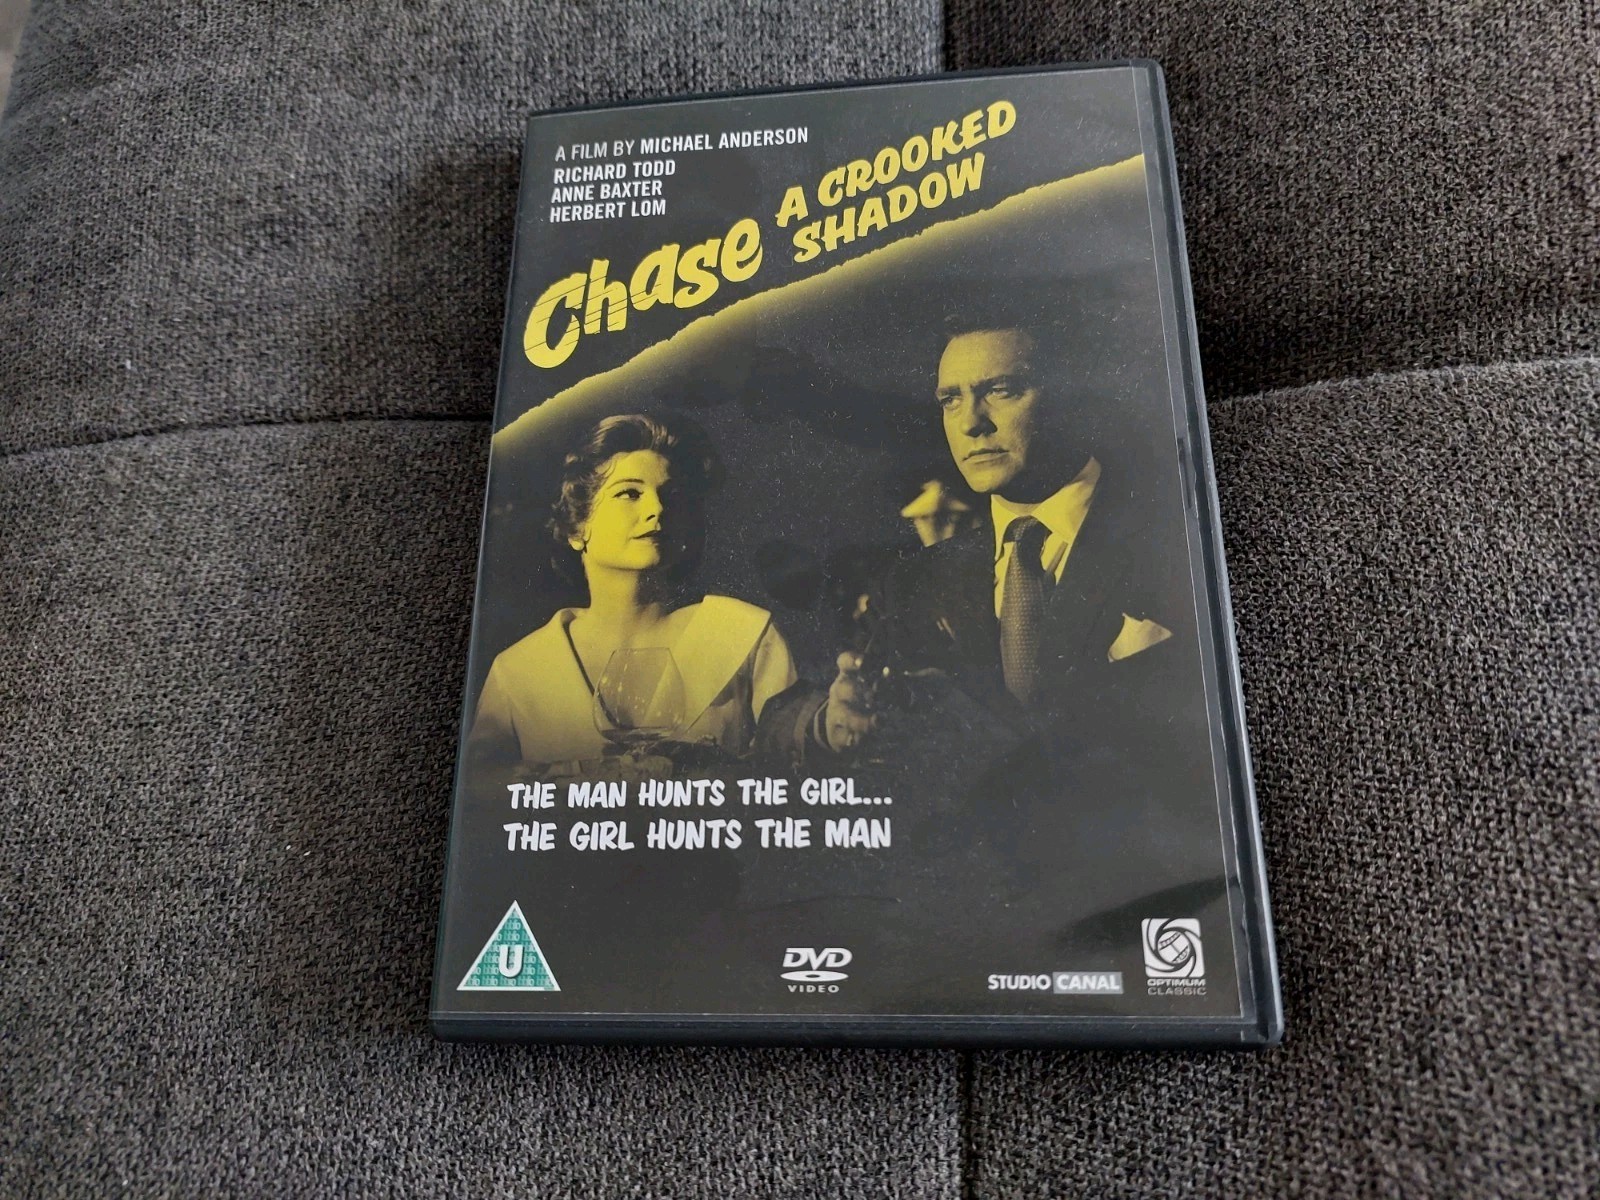 A FILM BY MICHAEL ANDERSON
RICHARD TODD
ANNE BAXTER
HERBERT LOM
Chase A CROOKED
SHADOW
THE MAN HUNTS THE GIRL...
THE GIRL HUNTS THE MAN
U
DVD
VIDEO
STUDIO CANAL
OPTIMUM
CLASSIC